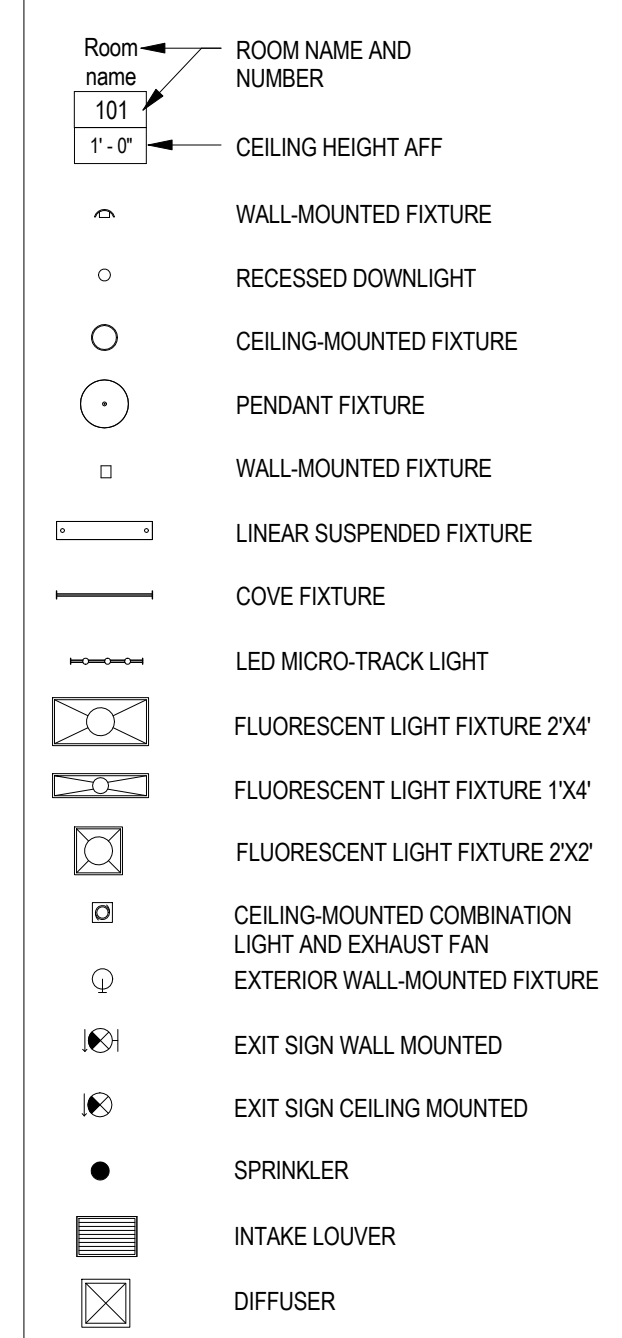 Room
name
101
1' - 0"
ROOM NAME AND
NUMBER
CEILING HEIGHT AFF
WALL-MOUNTED FIXTURE
RECESSED DOWNLIGHT
CEILING-MOUNTED FIXTURE
PENDANT FIXTURE
WALL-MOUNTED FIXTURE
LINEAR SUSPENDED FIXTURE
COVE FIXTURE
LED MICRO-TRACK LIGHT
FLUORESCENT LIGHT FIXTURE 2'X4'
FLUORESCENT LIGHT FIXTURE 1'X4'
FLUORESCENT LIGHT FIXTURE 2'X2'
CEILING-MOUNTED COMBINATION
LIGHT AND EXHAUST FAN
EXTERIOR WALL-MOUNTED FIXTURE
EXIT SIGN WALL MOUNTED
EXIT SIGN CEILING MOUNTED
SPRINKLER
INTAKE LOUVER
DIFFUSER